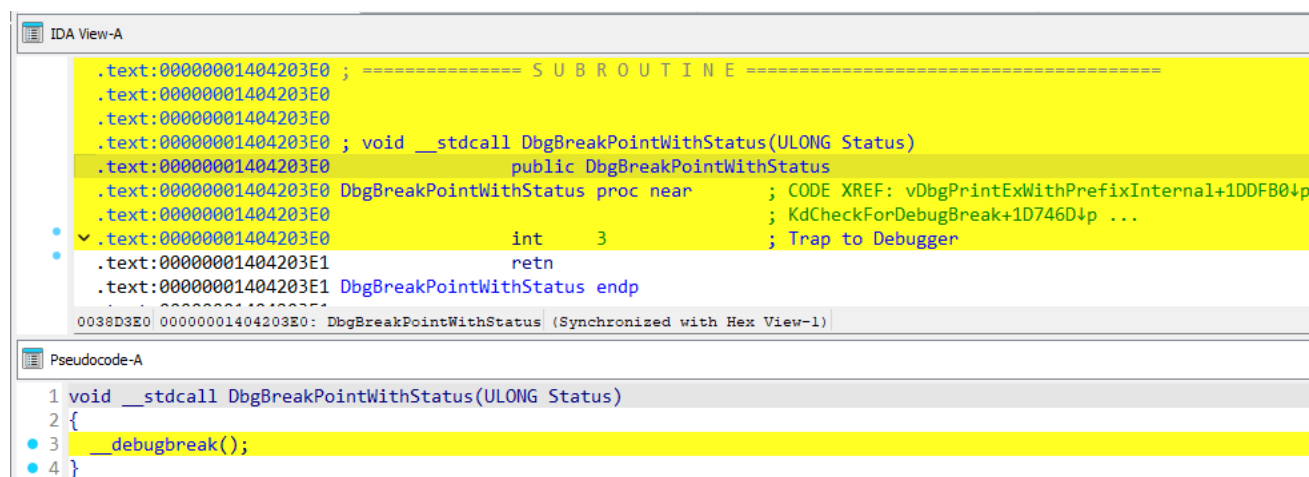 IDA View-A
.text:00000001404203E0 ; =============== S U B R O U T I N E =======================================
.text:00000001404203E0
.text:00000001404203E0
.text:00000001404203E0 ; void __stdcall DbgBreakPointWithStatus(ULONG Status)
.text:00000001404203E0 public DbgBreakPointWithStatus
.text:00000001404203E0 DbgBreakPointWithStatus proc near ; CODE XREF: vDbgPrintExWithPrefixInternal+1DDFB0↓p
.text:00000001404203E0 ; KdCheckForDebugBreak+1D746D↓p ...
.text:00000001404203E0 int 3 ; Trap to Debugger
.text:00000001404203E1 retn
.text:00000001404203E1 DbgBreakPointWithStatus endp
0038D3E0 00000001404203E0: DbgBreakPointWithStatus (Synchronized with Hex View-1)
Pseudocode-A
1 void __stdcall DbgBreakPointWithStatus(ULONG Status)
2 {
3 __debugbreak();
4 }